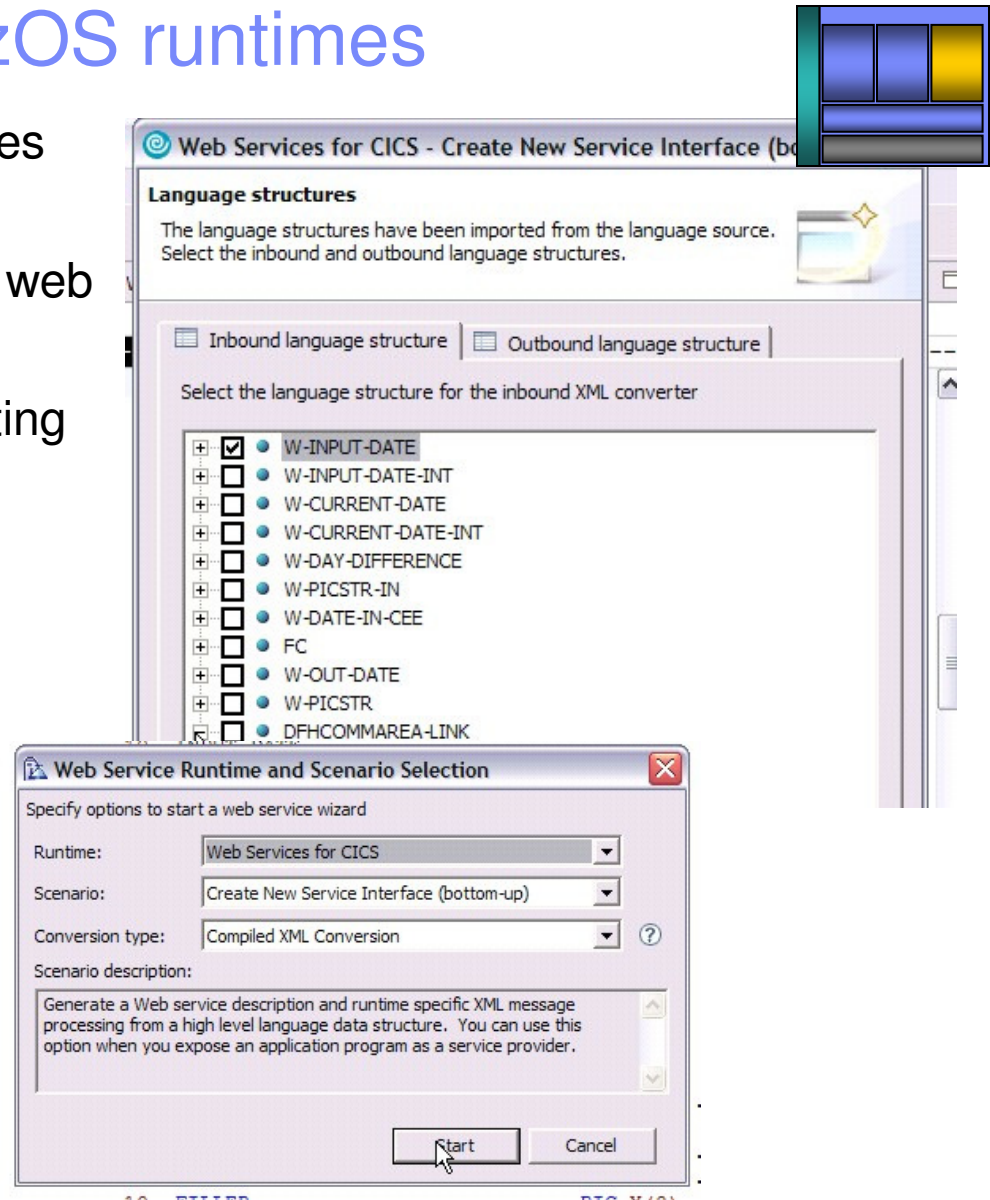 zOS runtimes
es
web
ting
Web Services for CICS - Create New Service Interface (bo
Language structures
The language structures have been imported from the language source.
Select the inbound and outbound language structures.
Inbound language structure
Outbound language structure
Select the language structure for the inbound XML converter
W-INPUT-DATE
W-INPUT-DATE-INT
W-CURRENT-DATE
W-CURRENT-DATE-INT
W-DAY-DIFFERENCE
W-PICSTR-IN
W-DATE-IN-CEE
FC
W-OUT-DATE
W-PICSTR
DFHCOMMAREA-LINK
Web Service Runtime and Scenario Selection
Specify options to start a web service wizard
Runtime: Web Services for CICS
Scenario: Create New Service Interface (bottom-up)
Conversion type: Compiled XML Conversion
Scenario description:
Generate a Web service description and runtime specific XML message
processing from a high level language data structure. You can use this
option when you expose an application program as a service provider.
Start Cancel